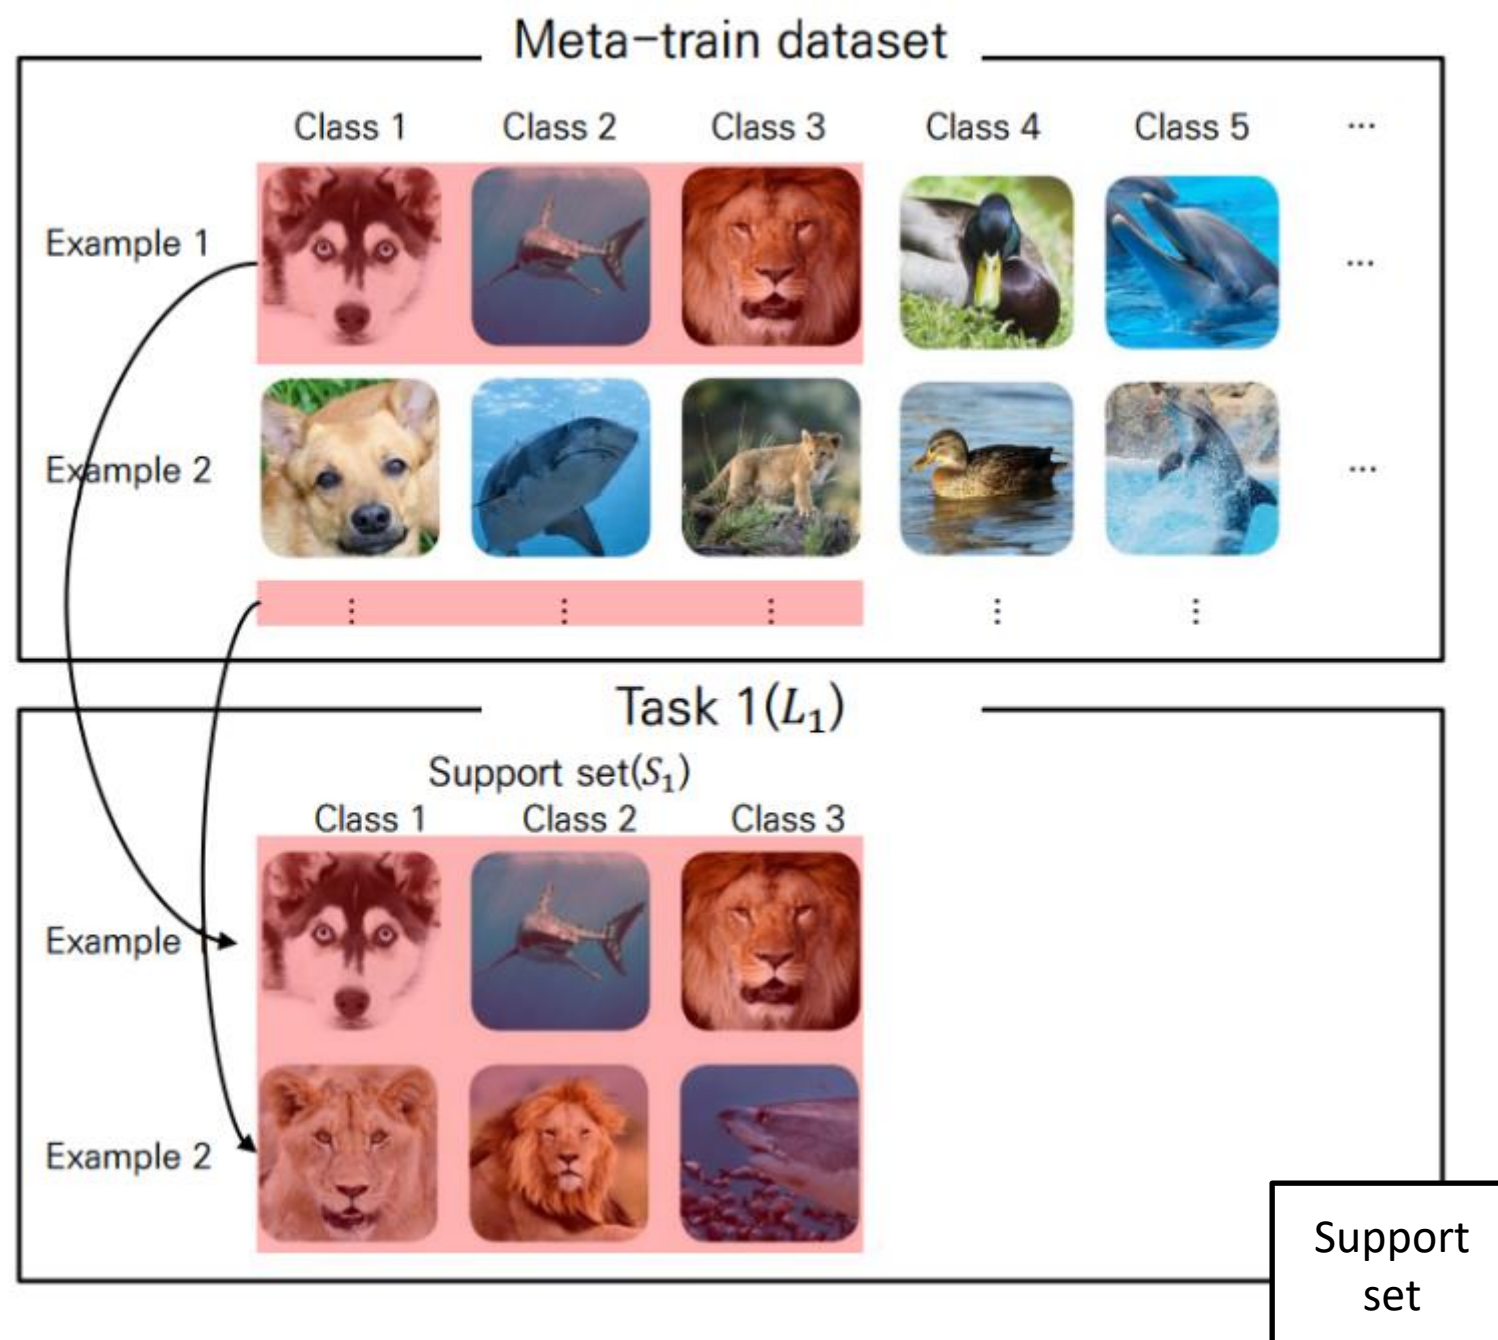 Meta-train dataset
Class 1 Class 2 Class 3 Class 4 Class 5 ...
Example 1 ...
Example 2 ...
⋮ ⋮ ⋮ ⋮ ⋮
Task 1(L₁)
Support set(S₁)
Class 1 Class 2 Class 3
Example 1
Example 2
Support
set